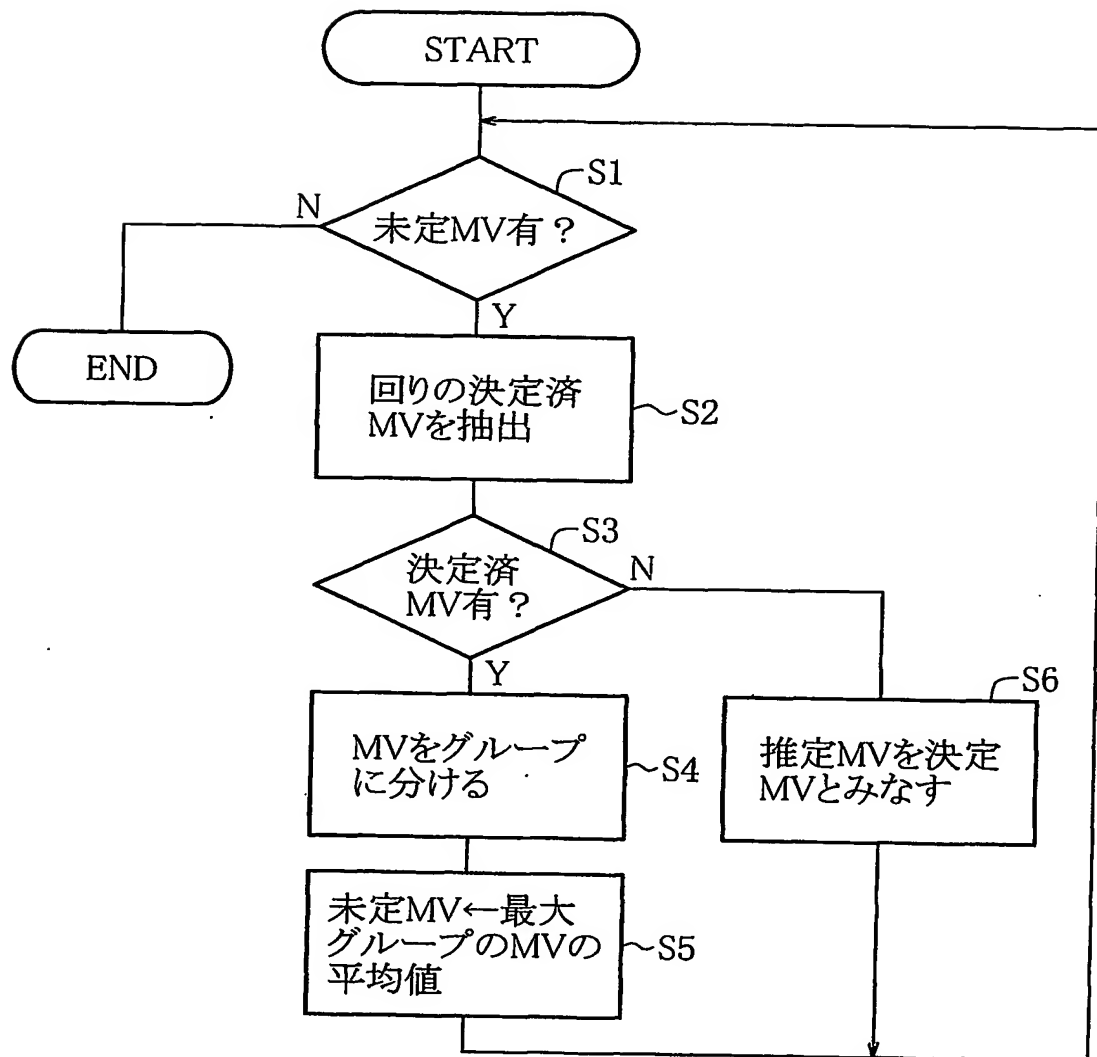 START
S1
N
未定MV有？
Y
END
回りの決定済
MVを抽出
S2
S3
決定済
MV有？
N
Y
S6
MVをグループ
に分ける
S4
推定MVを決定
MVとみなす
未定MV←最大
グループのMVの
平均値
S5